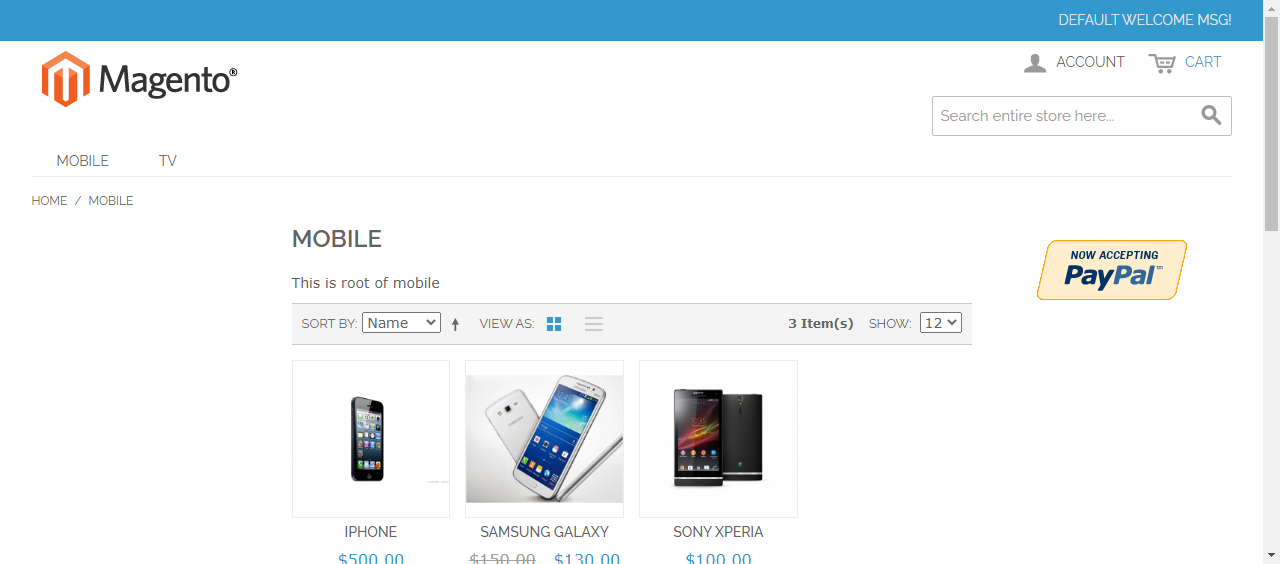 DEFAULT WELCOME MSG!
Magento®
ACCOUNT
CART
Search entire store here...
MOBILE
TV
HOME / MOBILE
MOBILE
NOW ACCEPTING
PayPal™
This is root of mobile
SORT BY: Name
VIEW AS:
3 Item(s)
SHOW: 12
IPHONE
SAMSUNG GALAXY
SONY XPERIA
$500.00
$150.00 $130.00
$100.00